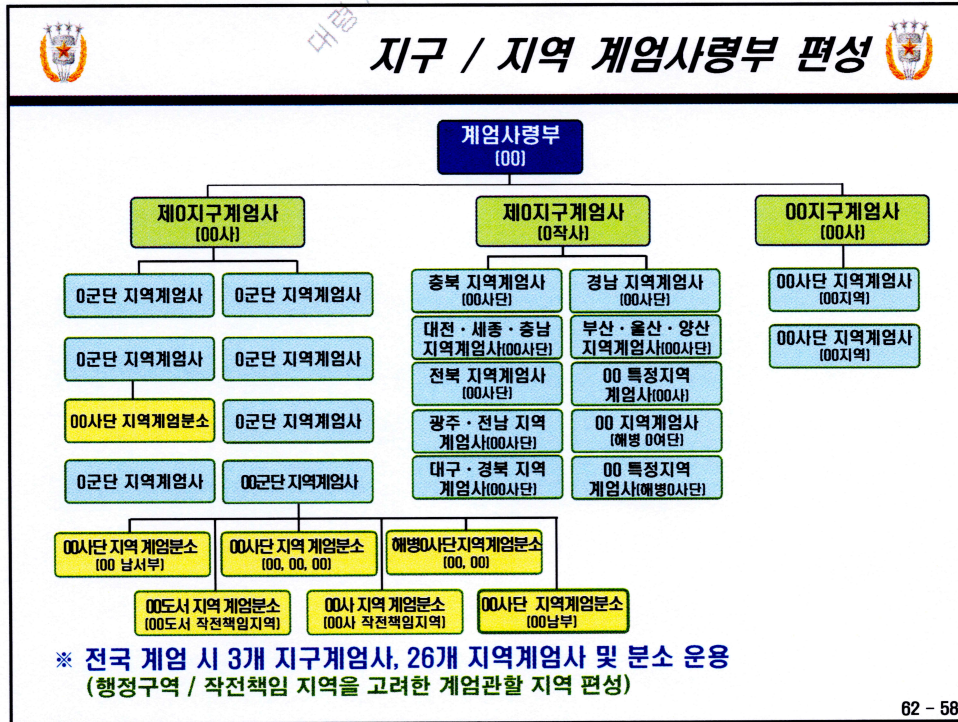 대령
지구 / 지역 계엄사령부 편성
계엄사령부
(00)
제0지구계엄사
(00사)
제0지구계엄사
(0작사)
00지구계엄사
(00사)
0군단 지역계엄사
0군단 지역계엄사
0군단 지역계엄사
0군단 지역계엄사
00사단 지역계엄분소
0군단 지역계엄사
0군단 지역계엄사
00군단 지역계엄사
충북 지역계엄사
(00사단)
경남 지역계엄사
(00사단)
대전·세종·충남
지역계엄사(00사단)
부산·울산·양산
지역계엄사(00사단)
전북 지역계엄사
(00사단)
00 특정지역
계엄사(00사)
광주·전남 지역
계엄사(00사단)
00 지역계엄사
(해병 0여단)
대구·경북 지역
계엄사(00사단)
00 특정지역
계엄사(해병0사단)
00사단 지역계엄사
(00지역)
00사단 지역계엄사
(00지역)
00사단 지역 계엄분소
(00 남서부)
00사단 지역 계엄분소
(00, 00, 00)
해병0사단지역계엄분소
(00, 00)
00도서 지역 계엄분소
(00도서 작전책임지역)
00사 지역 계엄분소
(00사 작전책임지역)
00사단 지역계엄분소
(00남부)
※ 전국 계엄 시 3개 지구계엄사, 26개 지역계엄사 및 분소 운용
(행정구역 / 작전책임 지역을 고려한 계엄관할 지역 편성)
62 - 58